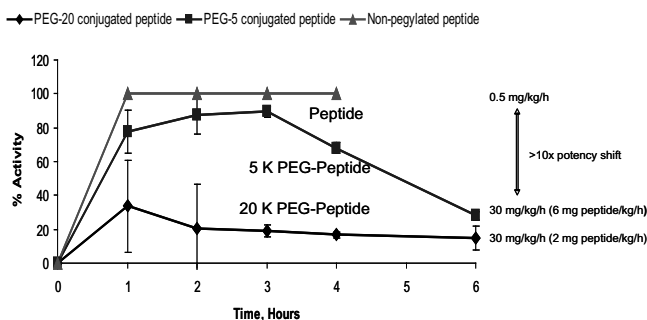 PEG-20 conjugated peptide PEG-5 conjugated peptide Non-pegylated peptide
120
100
80
60
40
20
0
% Activity
0 1 2 3 4 5 6
Time, Hours
Peptide
5 K PEG-Peptide
20 K PEG-Peptide
0.5 mg/kg/h
>10x potency shift
30 mg/kg/h (6 mg peptide/kg/h)
30 mg/kg/h (2 mg peptide/kg/h)